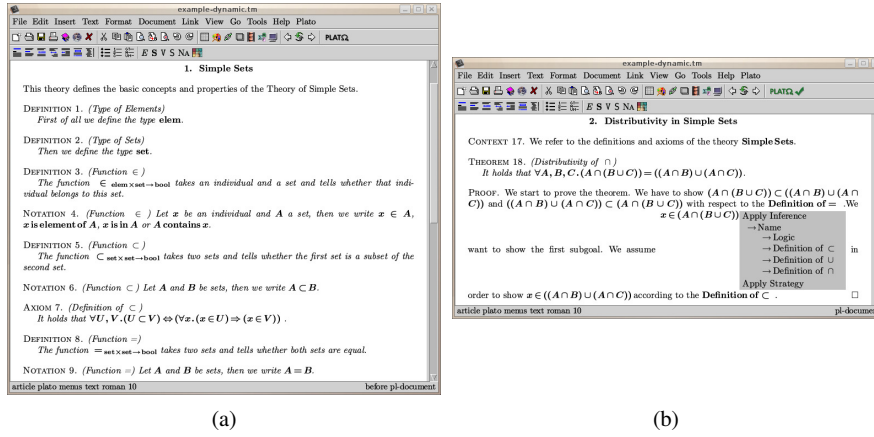 example-dynamic.tm
File Edit Insert Text Format Document Link View Go Tools Help Plato
PLATΩ
E S V S NA
1. Simple Sets
This theory defines the basic concepts and properties of the Theory of Simple Sets.
DEFINITION 1. (Type of Elements)
First of all we define the type elem.
DEFINITION 2. (Type of Sets)
Then we define the type set.
DEFINITION 3. (Function ∈ )
The function ∈ elem×set→bool takes an individual and a set and tells whether that indi-
vidual belongs to this set.
NOTATION 4. (Function ∈ ) Let x be an individual and A a set, then we write x ∈ A,
x is element of A, x is in A or A contains x.
DEFINITION 5. (Function ⊂ )
The function ⊂ set×set→bool takes two sets and tells whether the first set is a subset of the
second set.
NOTATION 6. (Function ⊂ ) Let A and B be sets, then we write A ⊂ B.
AXIOM 7. (Definition of ⊂ )
It holds that ∀U, V.(U ⊂ V) ⇔ (∀x.(x ∈ U) ⇒ (x ∈ V)) .
DEFINITION 8. (Function =)
The function = set×set→bool takes two sets and tells whether both sets are equal.
NOTATION 9. (Function =) Let A and B be sets, then we write A = B.
article plato menus text roman 10 before pl-document
(a)
example-dynamic.tm
File Edit Insert Text Format Document Link View Go Tools Help Plato
PLATΩ
E S V S NA
2. Distributivity in Simple Sets
CONTEXT 17. We refer to the definitions and axioms of the theory Simple Sets.
THEOREM 18. (Distributivity of ∩ )
It holds that ∀A, B, C.(A ∩ (B ∪ C)) = ((A ∩ B) ∪ (A ∩ C)).
PROOF. We start to prove the theorem. We have to show (A ∩ (B ∪ C)) ⊂ ((A ∩ B) ∪ (A ∩
C)) and ((A ∩ B) ∪ (A ∩ C)) ⊂ (A ∩ (B ∪ C)) with respect to the Definition of = .We
x ∈ (A ∩ (B ∪ C)) Apply Inference
→ Name
→ Logic
want to show the first subgoal. We assume → Definition of ⊂ in
→ Definition of ∪
→ Definition of ∩
Apply Strategy
order to show x ∈ ((A ∩ B) ∪ (A ∩ C)) according to the Definition of ⊂ . □
article plato menus text roman 10 pl-docume
(b)